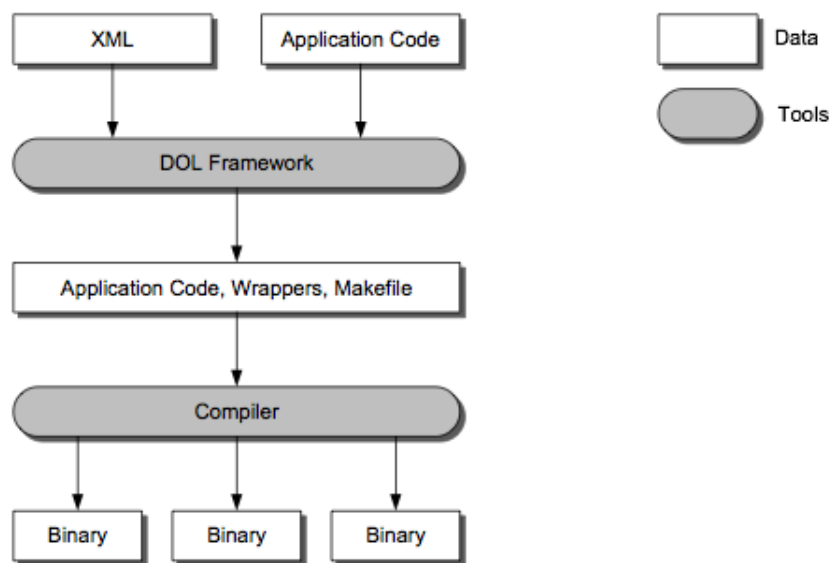 XML
Application Code
Data
Tools
DOL Framework
Application Code, Wrappers, Makefile
Compiler
Binary
Binary
Binary